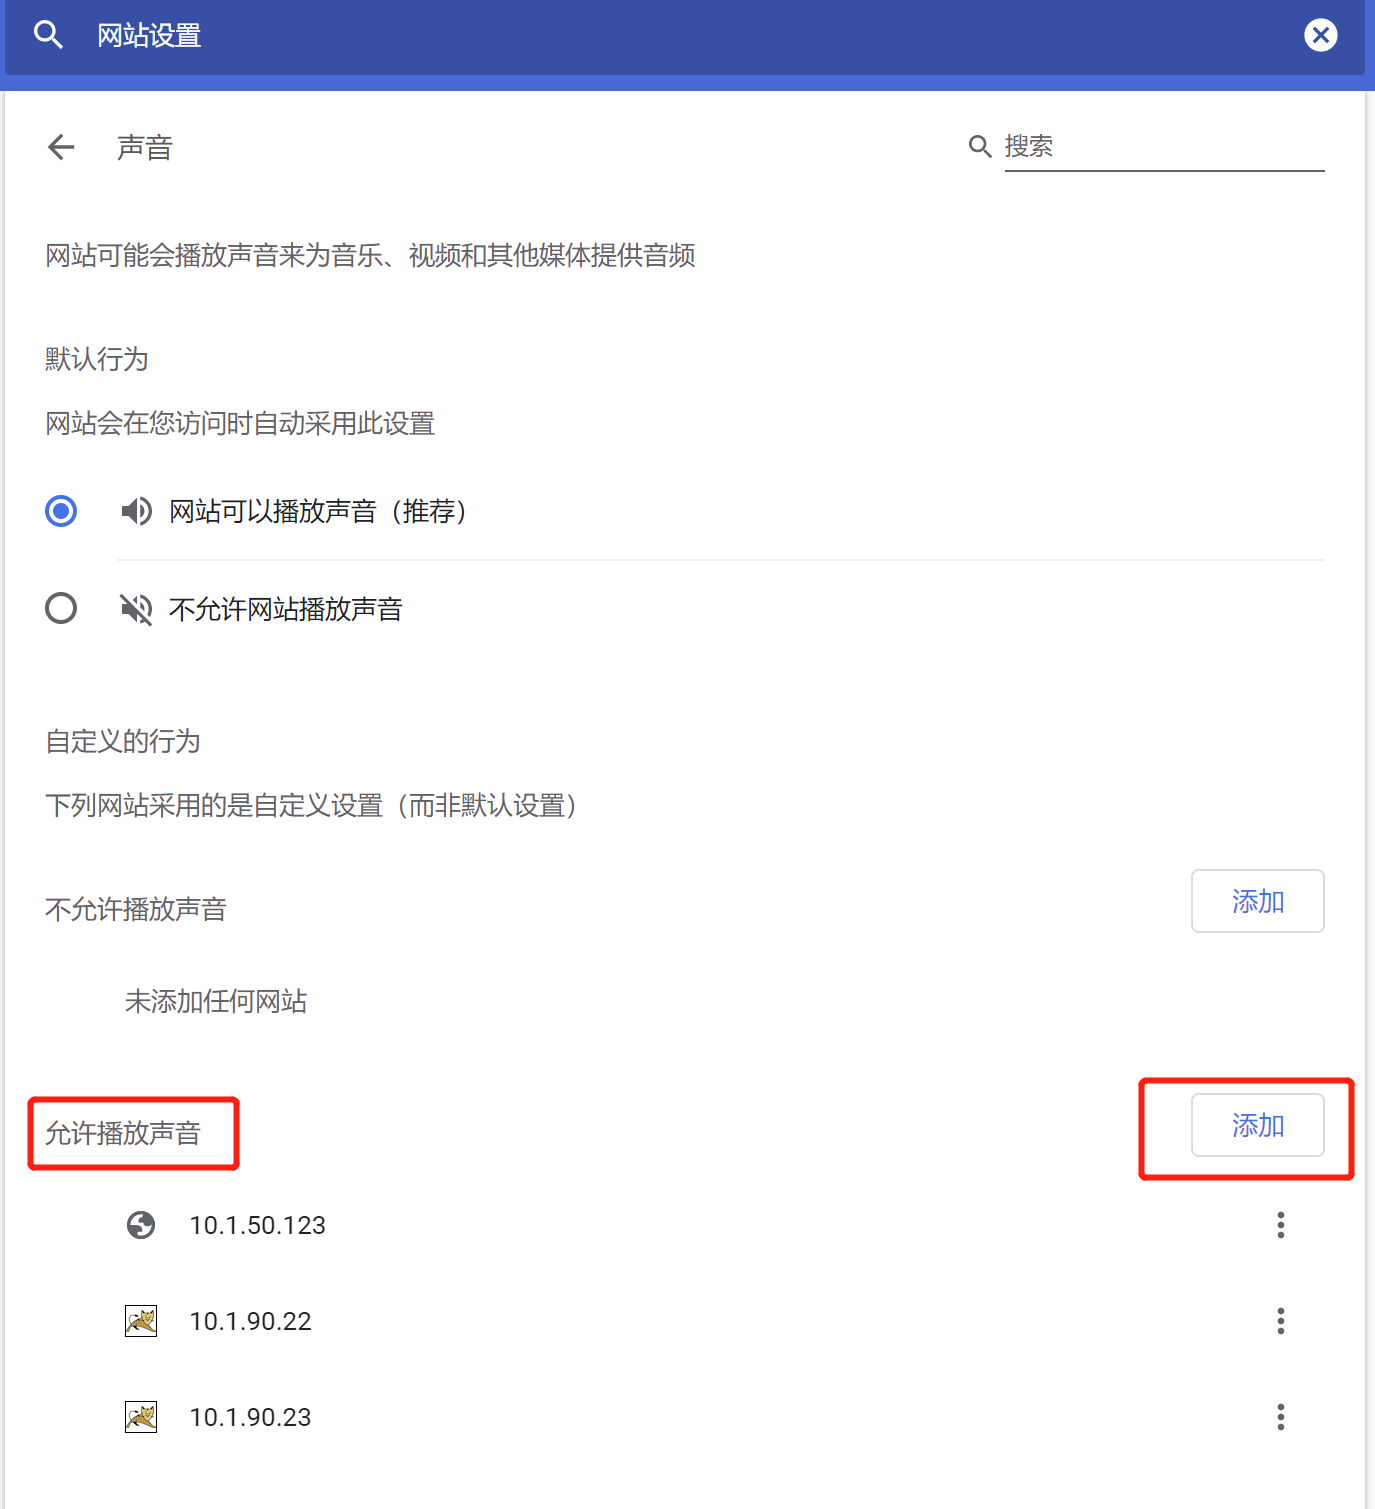 网站设置
声音
搜索
网站可能会播放声音来为音乐、视频和其他媒体提供音频
默认行为
网站会在您访问时自动采用此设置
网站可以播放声音（推荐）
不允许网站播放声音
自定义的行为
下列网站采用的是自定义设置（而非默认设置）
不允许播放声音
添加
未添加任何网站
允许播放声音
添加
10.1.50.123
10.1.90.22
10.1.90.23